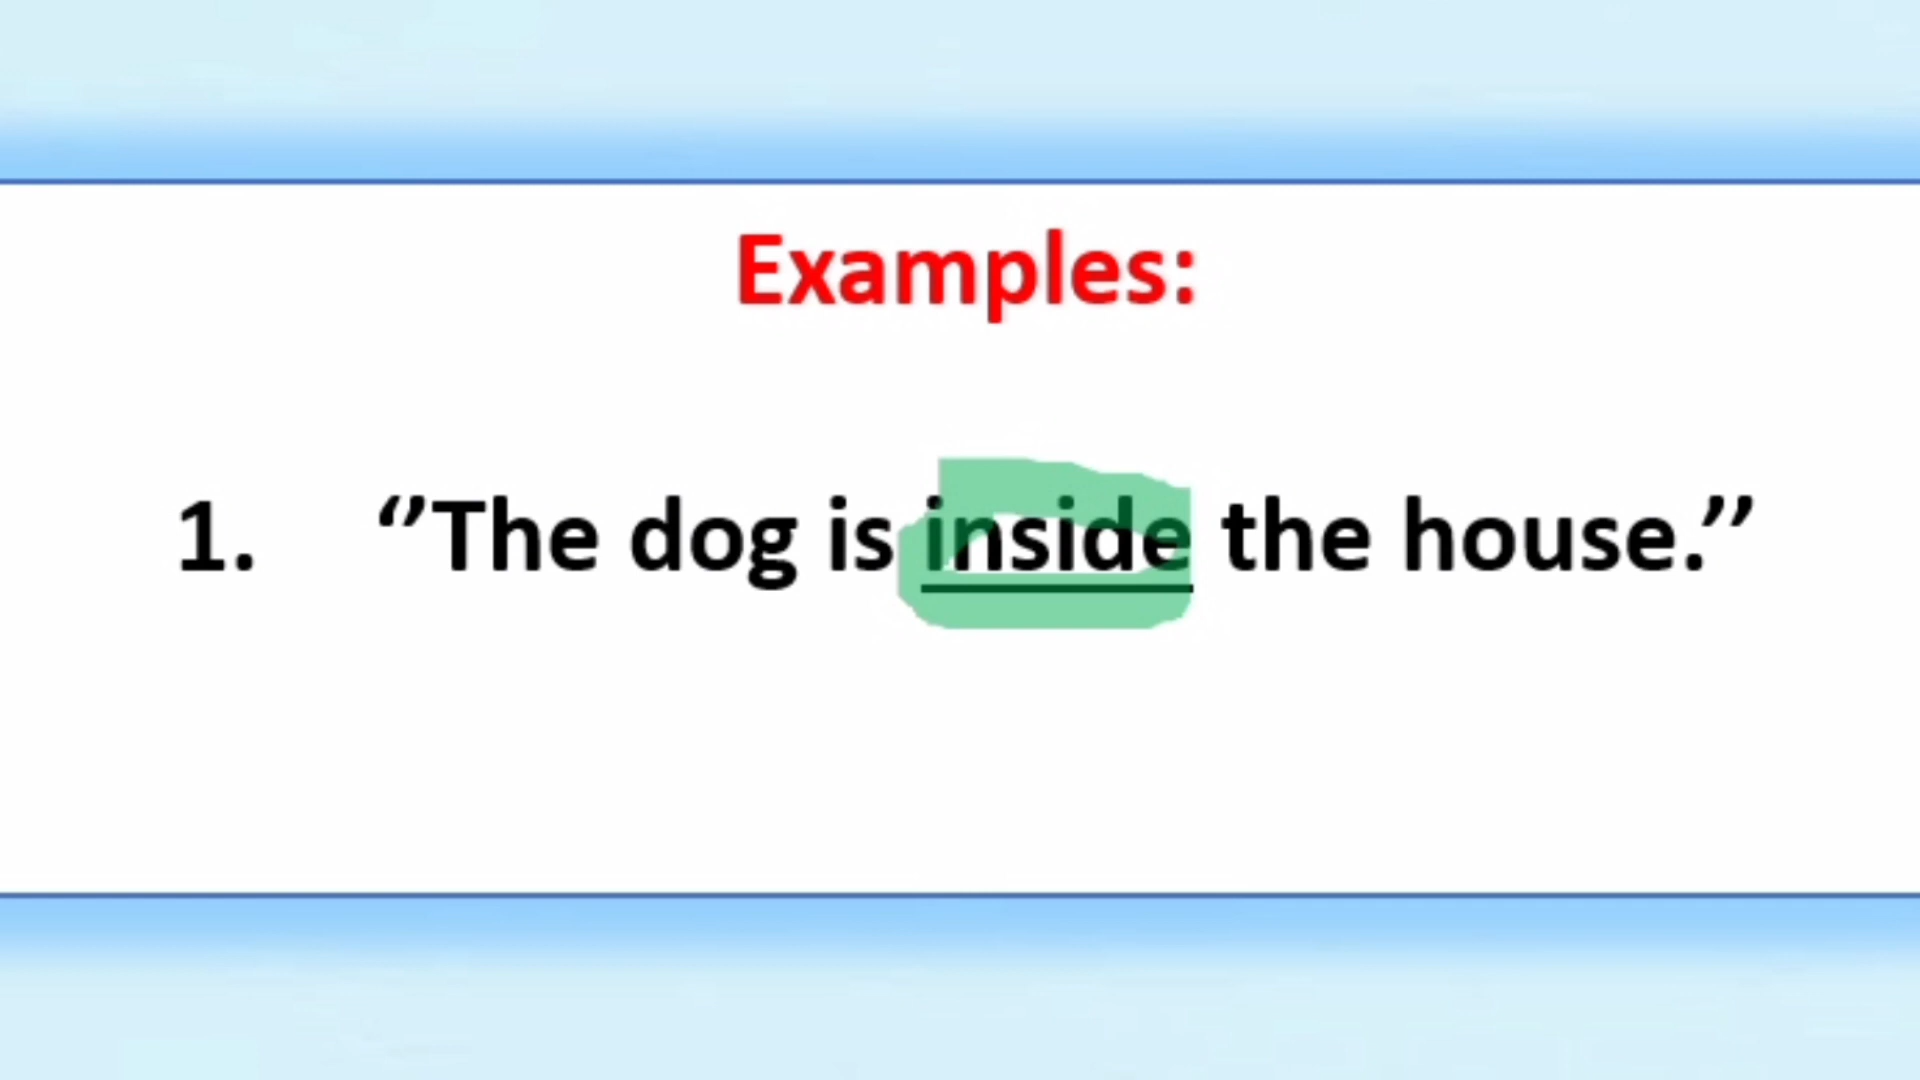 Examples:
1. ‘’The dog is inside the house.’’